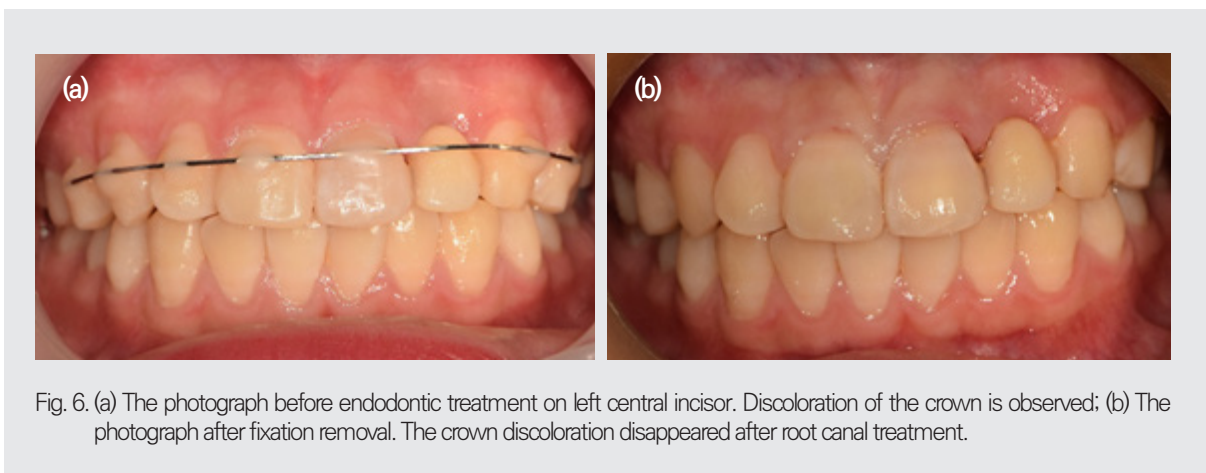 (a)
(b)
Fig. 6. (a) The photograph before endodontic treatment on left central incisor. Discoloration of the crown is observed; (b) The
photograph after fixation removal. The crown discoloration disappeared after root canal treatment.